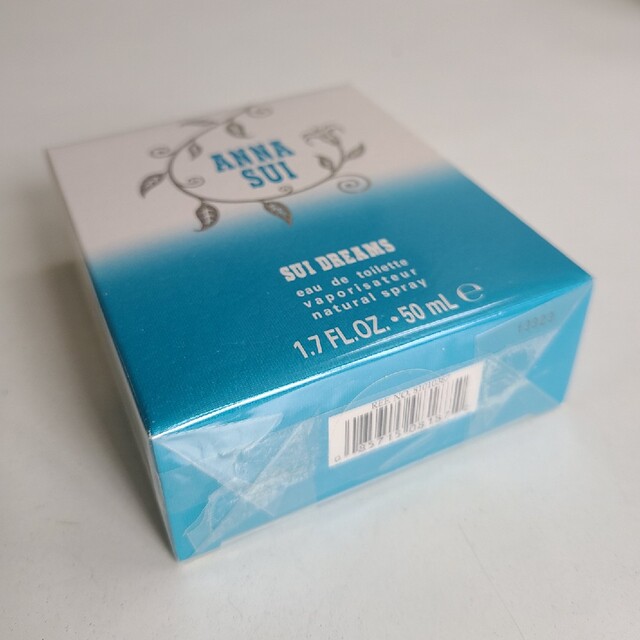 ANNA
SUI
SUI DREAMS
eau de toilette
vaporisateur
natural spray
1.7 FL.OZ. • 50 mL ℮